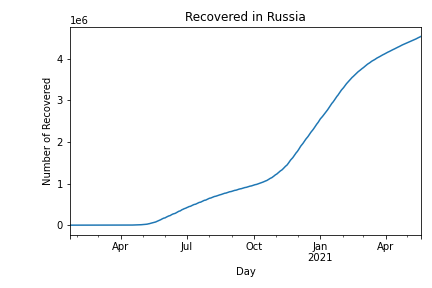 Recovered in Russia
1e6
4
3
2
1
0
Number of Recovered
Apr
Jul
Oct
Jan
2021
Apr
Day